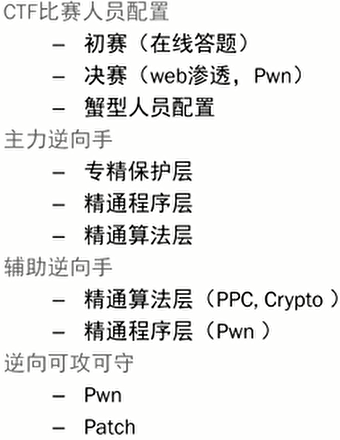 CTF比赛人员配置
– 初赛（在线答题）
– 决赛（web渗透，Pwn）
– 蟹型人员配置
主力逆向手
– 专精保护层
– 精通程序层
– 精通算法层
辅助逆向手
– 精通算法层（PPC, Crypto ）
– 精通程序层（Pwn ）
逆向可攻可守
– Pwn
– Patch